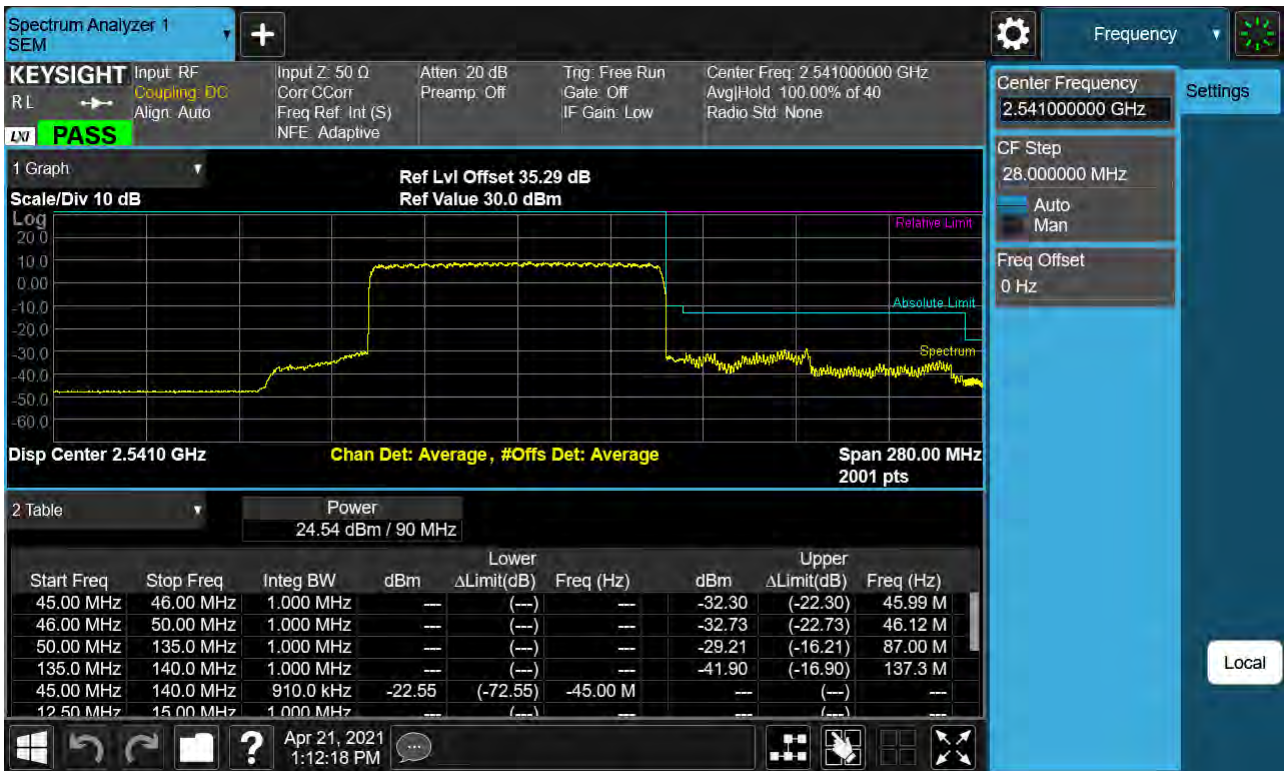 Spectrum Analyzer 1
SEM
Frequency
KEYSIGHT
R L
LXI
PASS
Input: RF
Coupling: DC
Align: Auto
Input Z: 50 Ω
Corr CCorr
Freq Ref: Int (S)
NFE: Adaptive
Atten: 20 dB
Preamp: Off
Trig: Free Run
Gate: Off
IF Gain: Low
Center Freq: 2.541000000 GHz
Avg|Hold: 100.00% of 40
Radio Std: None
Center Frequency
2.541000000 GHz
Settings
CF Step
28.000000 MHz
Auto
Man
Freq Offset
0 Hz
Local
1 Graph
Scale/Div 10 dB
Ref Lvl Offset 35.29 dB
Ref Value 30.0 dBm
Log
20.0
10.0
0.00
-10.0
-20.0
-30.0
-40.0
-50.0
-60.0
Relative Limit
Absolute Limit
Spectrum
Disp Center 2.5410 GHz
Chan Det: Average, #Offs Det: Average
Span 280.00 MHz
2001 pts
2 Table
Power
24.54 dBm / 90 MHz
Lower Upper
Start Freq Stop Freq Integ BW dBm ΔLimit(dB) Freq (Hz) dBm ΔLimit(dB) Freq (Hz)
45.00 MHz 46.00 MHz 1.000 MHz --- (---) --- -32.30 (-22.30) 45.99 M
46.00 MHz 50.00 MHz 1.000 MHz --- (---) --- -32.73 (-22.73) 46.12 M
50.00 MHz 135.0 MHz 1.000 MHz --- (---) --- -29.21 (-16.21) 87.00 M
135.0 MHz 140.0 MHz 1.000 MHz --- (---) --- -41.90 (-16.90) 137.3 M
45.00 MHz 140.0 MHz 910.0 kHz -22.55 (-72.55) -45.00 M --- (---) ---
12.50 MHz 15.00 MHz 1.000 MHz --- (---) --- --- (---) ---
Apr 21, 2021
1:12:18 PM